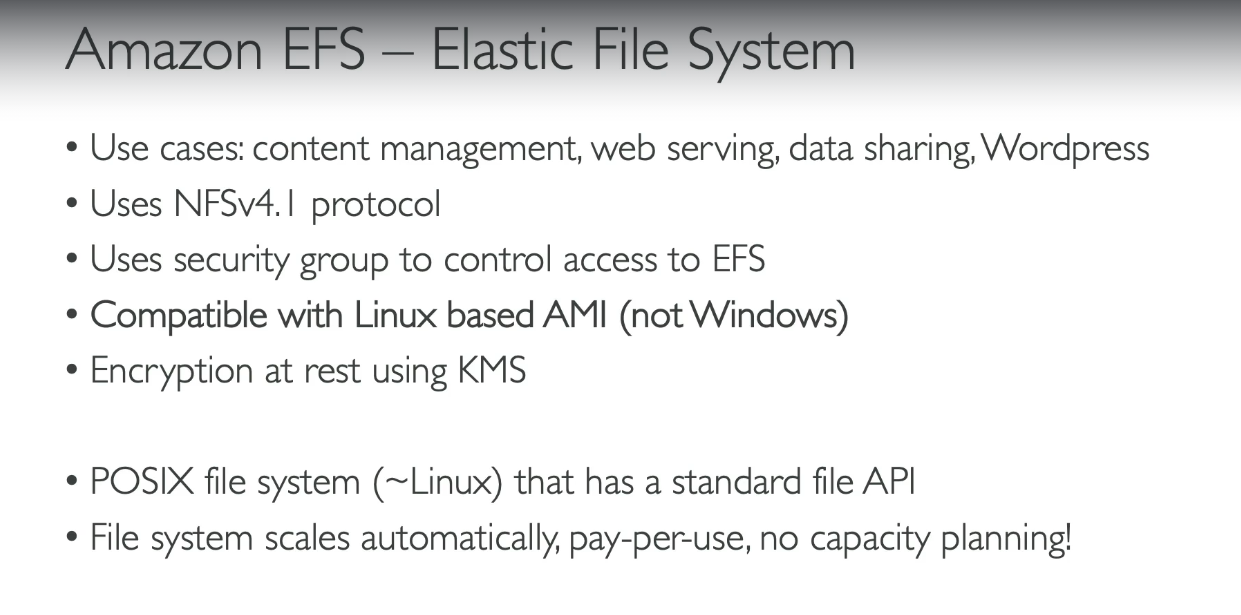 Amazon EFS – Elastic File System
• Use cases: content management, web serving, data sharing, Wordpress
• Uses NFSv4.1 protocol
• Uses security group to control access to EFS
• Compatible with Linux based AMI (not Windows)
• Encryption at rest using KMS
• POSIX file system (~Linux) that has a standard file API
• File system scales automatically, pay-per-use, no capacity planning!